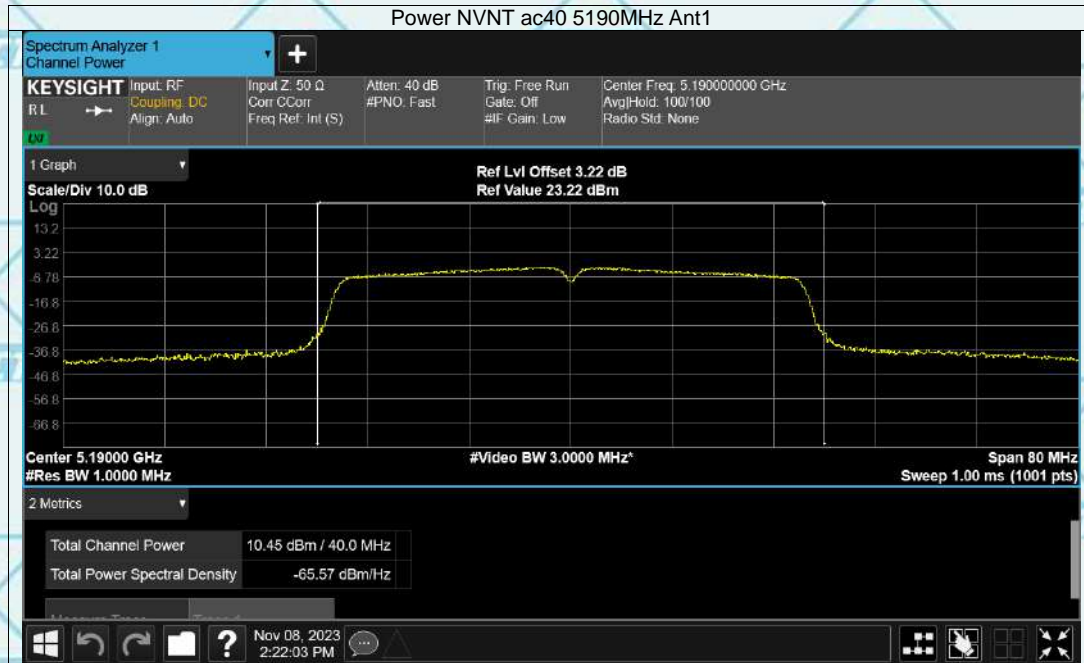 Power NVNT ac40 5190MHz Ant1
Spectrum Analyzer 1
Channel Power
+
KEYSIGHT
R L
LXI
Input: RF
Coupling: DC
Align: Auto
Input Z: 50 Ω
Corr CCorr
Freq Ref: Int (S)
Atten: 40 dB
#PNO: Fast
Trig: Free Run
Gate: Off
#IF Gain: Low
Center Freq: 5.190000000 GHz
Avg|Hold: 100/100
Radio Std: None
1 Graph
Scale/Div 10.0 dB
Ref Lvl Offset 3.22 dB
Ref Value 23.22 dBm
Log
13.2
3.22
-6.78
-16.8
-26.8
-36.8
-46.8
-56.8
-66.8
Center 5.19000 GHz
#Res BW 1.0000 MHz
#Video BW 3.0000 MHz*
Span 80 MHz
Sweep 1.00 ms (1001 pts)
2 Metrics
Total Channel Power 10.45 dBm / 40.0 MHz
Total Power Spectral Density -65.57 dBm/Hz
?
Nov 08, 2023
2:22:03 PM